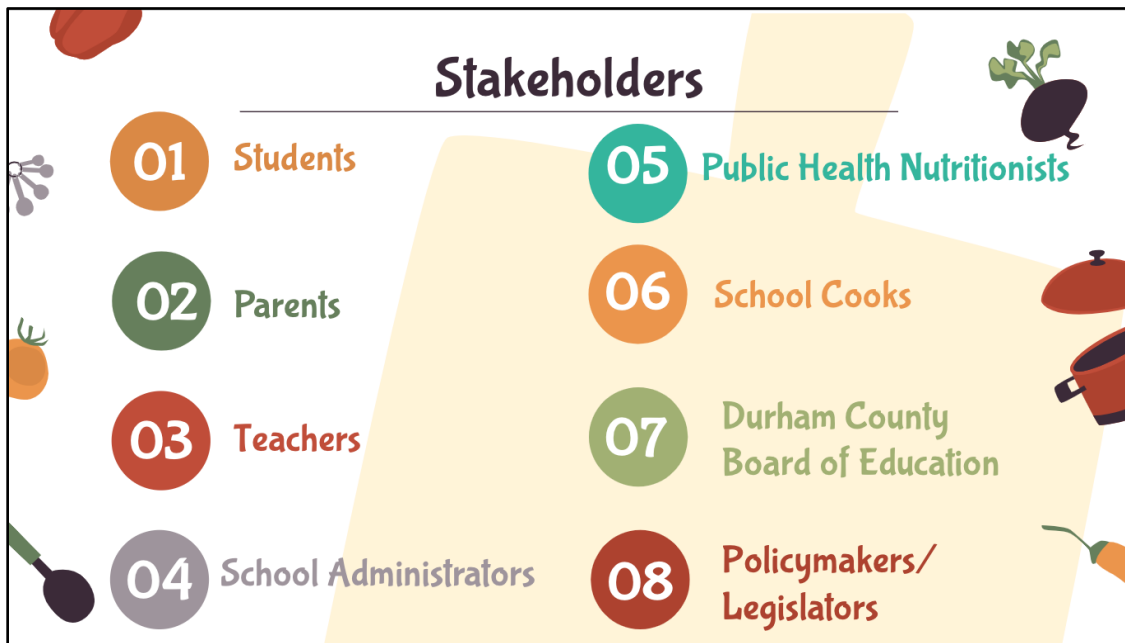 Stakeholders
01 Students
02 Parents
03 Teachers
04 School Administrators
05 Public Health Nutritionists
06 School Cooks
07 Durham County
Board of Education
08 Policymakers/
Legislators